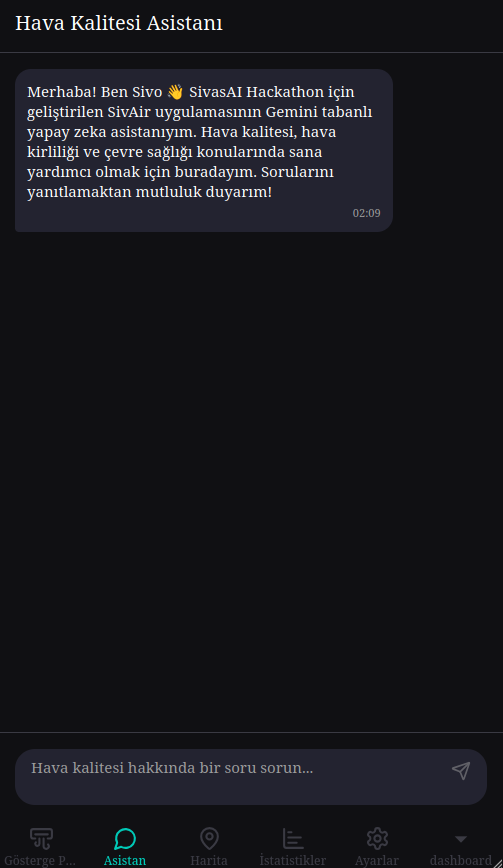 Hava Kalitesi Asistanı
Merhaba! Ben Sivo 👋 SivasAI Hackathon için
geliştirilen SivAir uygulamasının Gemini tabanlı
yapay zeka asistanıyım. Hava kalitesi, hava
kirliliği ve çevre sağlığı konularında sana
yardımcı olmak için buradayım. Sorularını
yanıtlamaktan mutluluk duyarım!
02:09
Hava kalitesi hakkında bir soru sorun...
Gösterge P... Asistan Harita İstatistikler Ayarlar dashboard